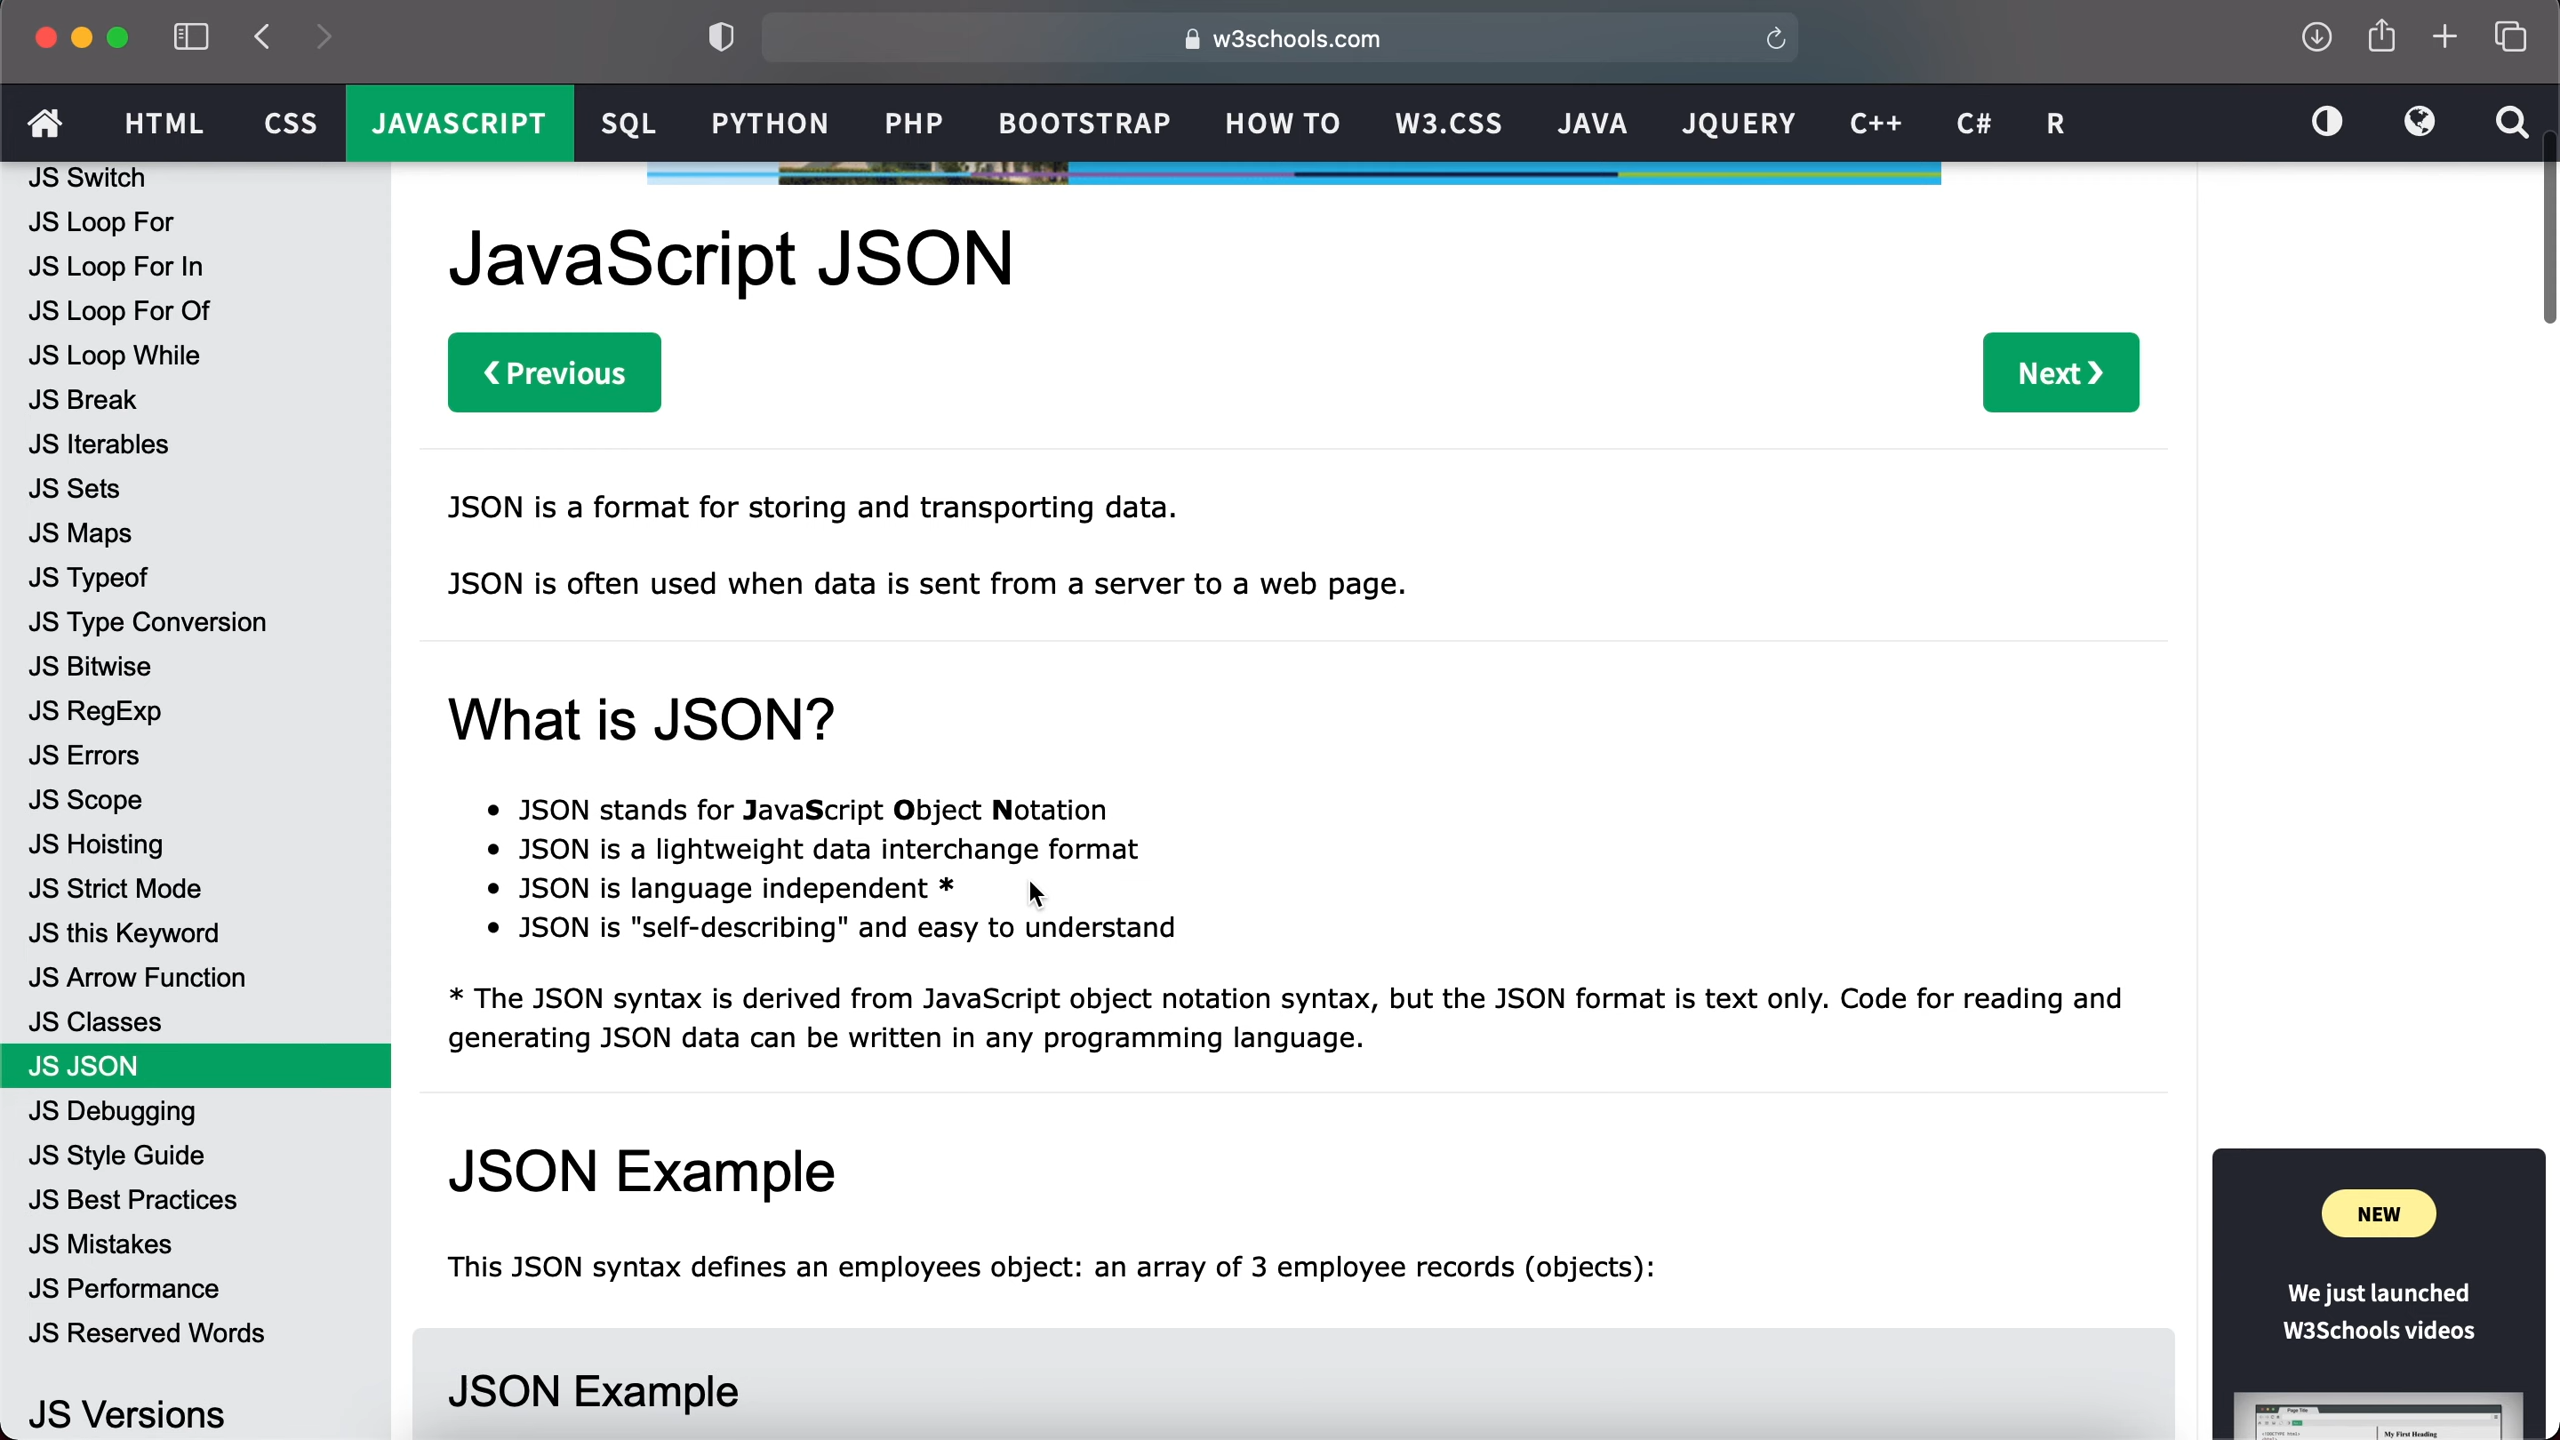 w3schools.com
HTML CSS JAVASCRIPT SQL PYTHON PHP BOOTSTRAP HOW TO W3.CSS JAVA JQUERY C++ C# R
JS Switch
JS Loop For
JS Loop For In
JS Loop For Of
JS Loop While
JS Break
JS Iterables
JS Sets
JS Maps
JS Typeof
JS Type Conversion
JS Bitwise
JS RegExp
JS Errors
JS Scope
JS Hoisting
JS Strict Mode
JS this Keyword
JS Arrow Function
JS Classes
JS JSON
JS Debugging
JS Style Guide
JS Best Practices
JS Mistakes
JS Performance
JS Reserved Words
JS Versions
JavaScript JSON
❮ Previous
Next ❯
JSON is a format for storing and transporting data.
JSON is often used when data is sent from a server to a web page.
What is JSON?
• JSON stands for JavaScript Object Notation
• JSON is a lightweight data interchange format
• JSON is language independent *
• JSON is "self-describing" and easy to understand
* The JSON syntax is derived from JavaScript object notation syntax, but the JSON format is text only. Code for reading and
generating JSON data can be written in any programming language.
JSON Example
This JSON syntax defines an employees object: an array of 3 employee records (objects):
JSON Example
NEW
We just launched
W3Schools videos
Page Title
My First Heading